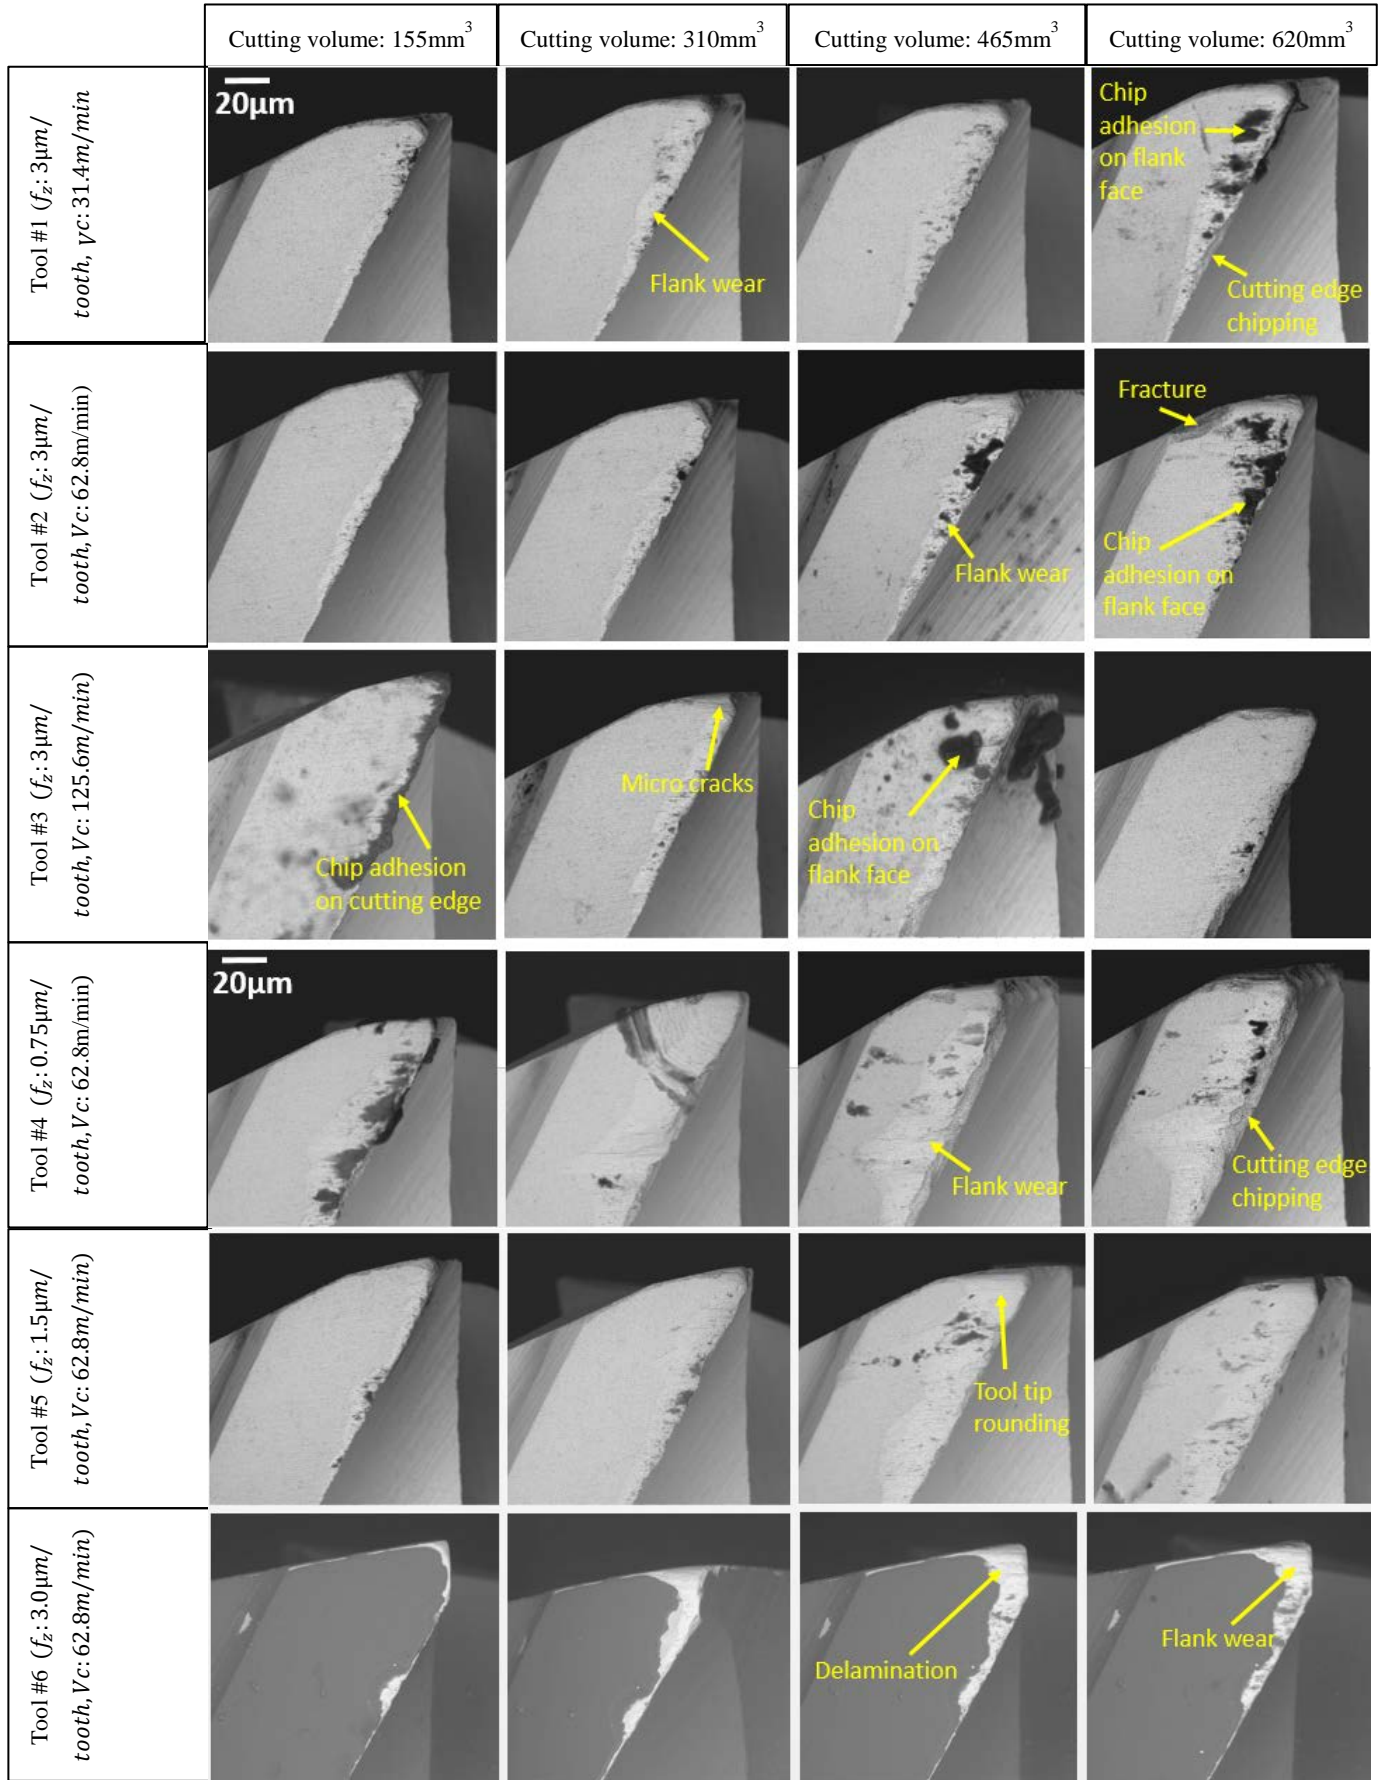 Cutting volume: 155mm³
Cutting volume: 310mm³
Cutting volume: 465mm³
Cutting volume: 620mm³
Tool #1 (fz: 3µm/
tooth, vc: 31.4m/min
20µm
Flank wear
Chip
adhesion
on flank
face
Cutting edge
chipping
Tool #2 (fz: 3µm/
tooth,Vc: 62.8m/min)
Flank wear
Fracture
Chip
adhesion on
flank face
Tool #3 (fz: 3µm/
tooth,Vc: 125.6m/min)
Chip adhesion
on cutting edge
Micro cracks
Chip
adhesion on
flank face
Tool #4 (fz: 0.75µm/
tooth,Vc: 62.8m/min)
20µm
Flank wear
Cutting edge
chipping
Tool #5 (fz: 1.5µm/
tooth,Vc: 62.8m/min)
Tool tip
rounding
Tool #6 (fz: 3.0µm/
tooth,Vc: 62.8m/min)
Delamination
Flank wear